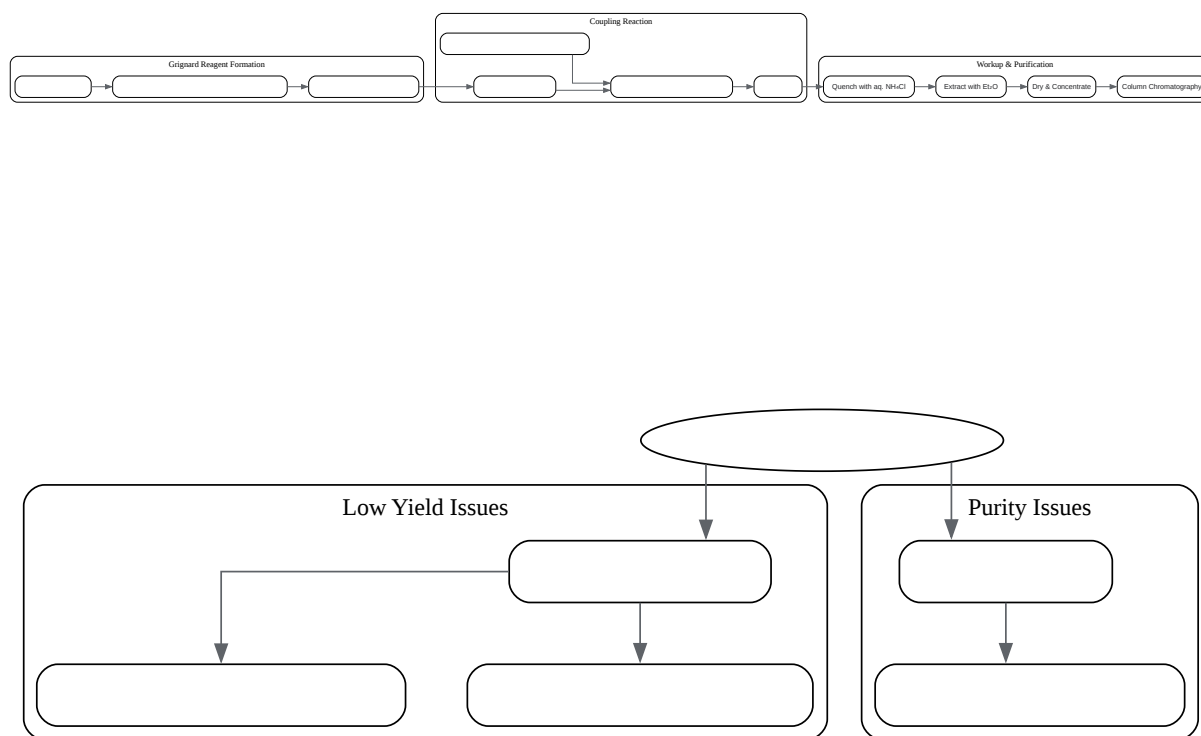 Coupling Reaction
Grignard Reagent Formation
Workup & Purification
Quench with aq. NH₄Cl
Extract with Et₂O
Dry & Concentrate
Column Chromatography
Low Yield Issues
Purity Issues